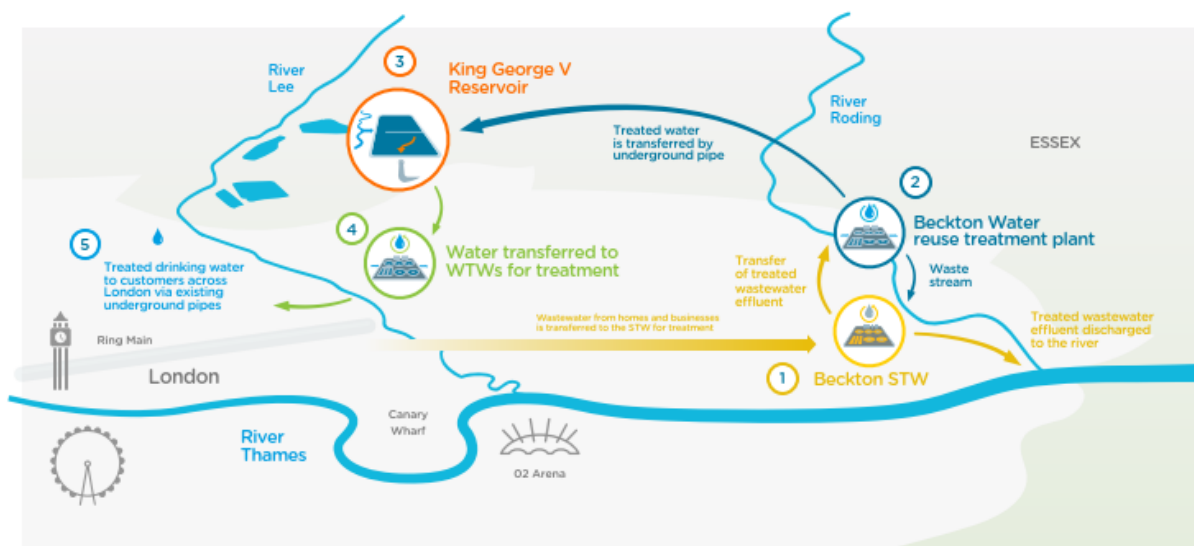 3
River
Lee
King George V
Reservoir
River
Roding
Treated water
is transferred by
underground pipe
ESSEX
2
Beckton Water
reuse treatment plant
4
Water transferred to
WTWs for treatment
5
Treated drinking water
to customers across
London via existing
underground pipes
Transfer
of treated
wastewater
effluent
Waste
stream
Wastewater from homes and businesses
is transferred to the STW for treatment
Treated wastewater
effluent discharged
to the river
Ring Main
London
1
Beckton STW
Canary
Wharf
River
Thames
O2 Arena